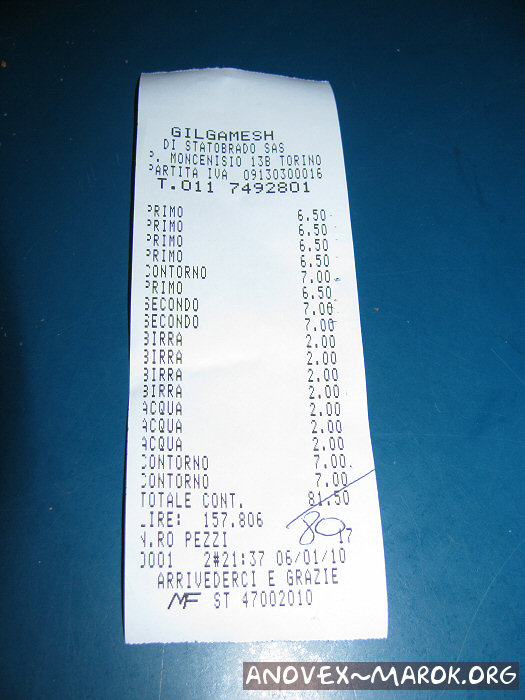 GILGAMESH
DI STATOBRADO SAS
P. MONCENISIO 13B TORINO
PARTITA IVA 09130300016
T.011 7492801
PRIMO 6.50
PRIMO 6.50
PRIMO 6.50
PRIMO 6.50
CONTORNO 7.00
PRIMO 6.50
SECONDO 7.00
SECONDO 7.00
BIRRA 2.00
BIRRA 2.00
BIRRA 2.00
BIRRA 2.00
ACQUA 2.00
ACQUA 2.00
ACQUA 2.00
CONTORNO 7.00
CONTORNO 7.00
TOTALE CONT. 81.50
LIRE: 157.806
80
N.RO PEZZI 17
0001 2#21:37 06/01/10
ARRIVEDERCI E GRAZIE
MF ST 47002010
ANOVEX~MAROK.ORG